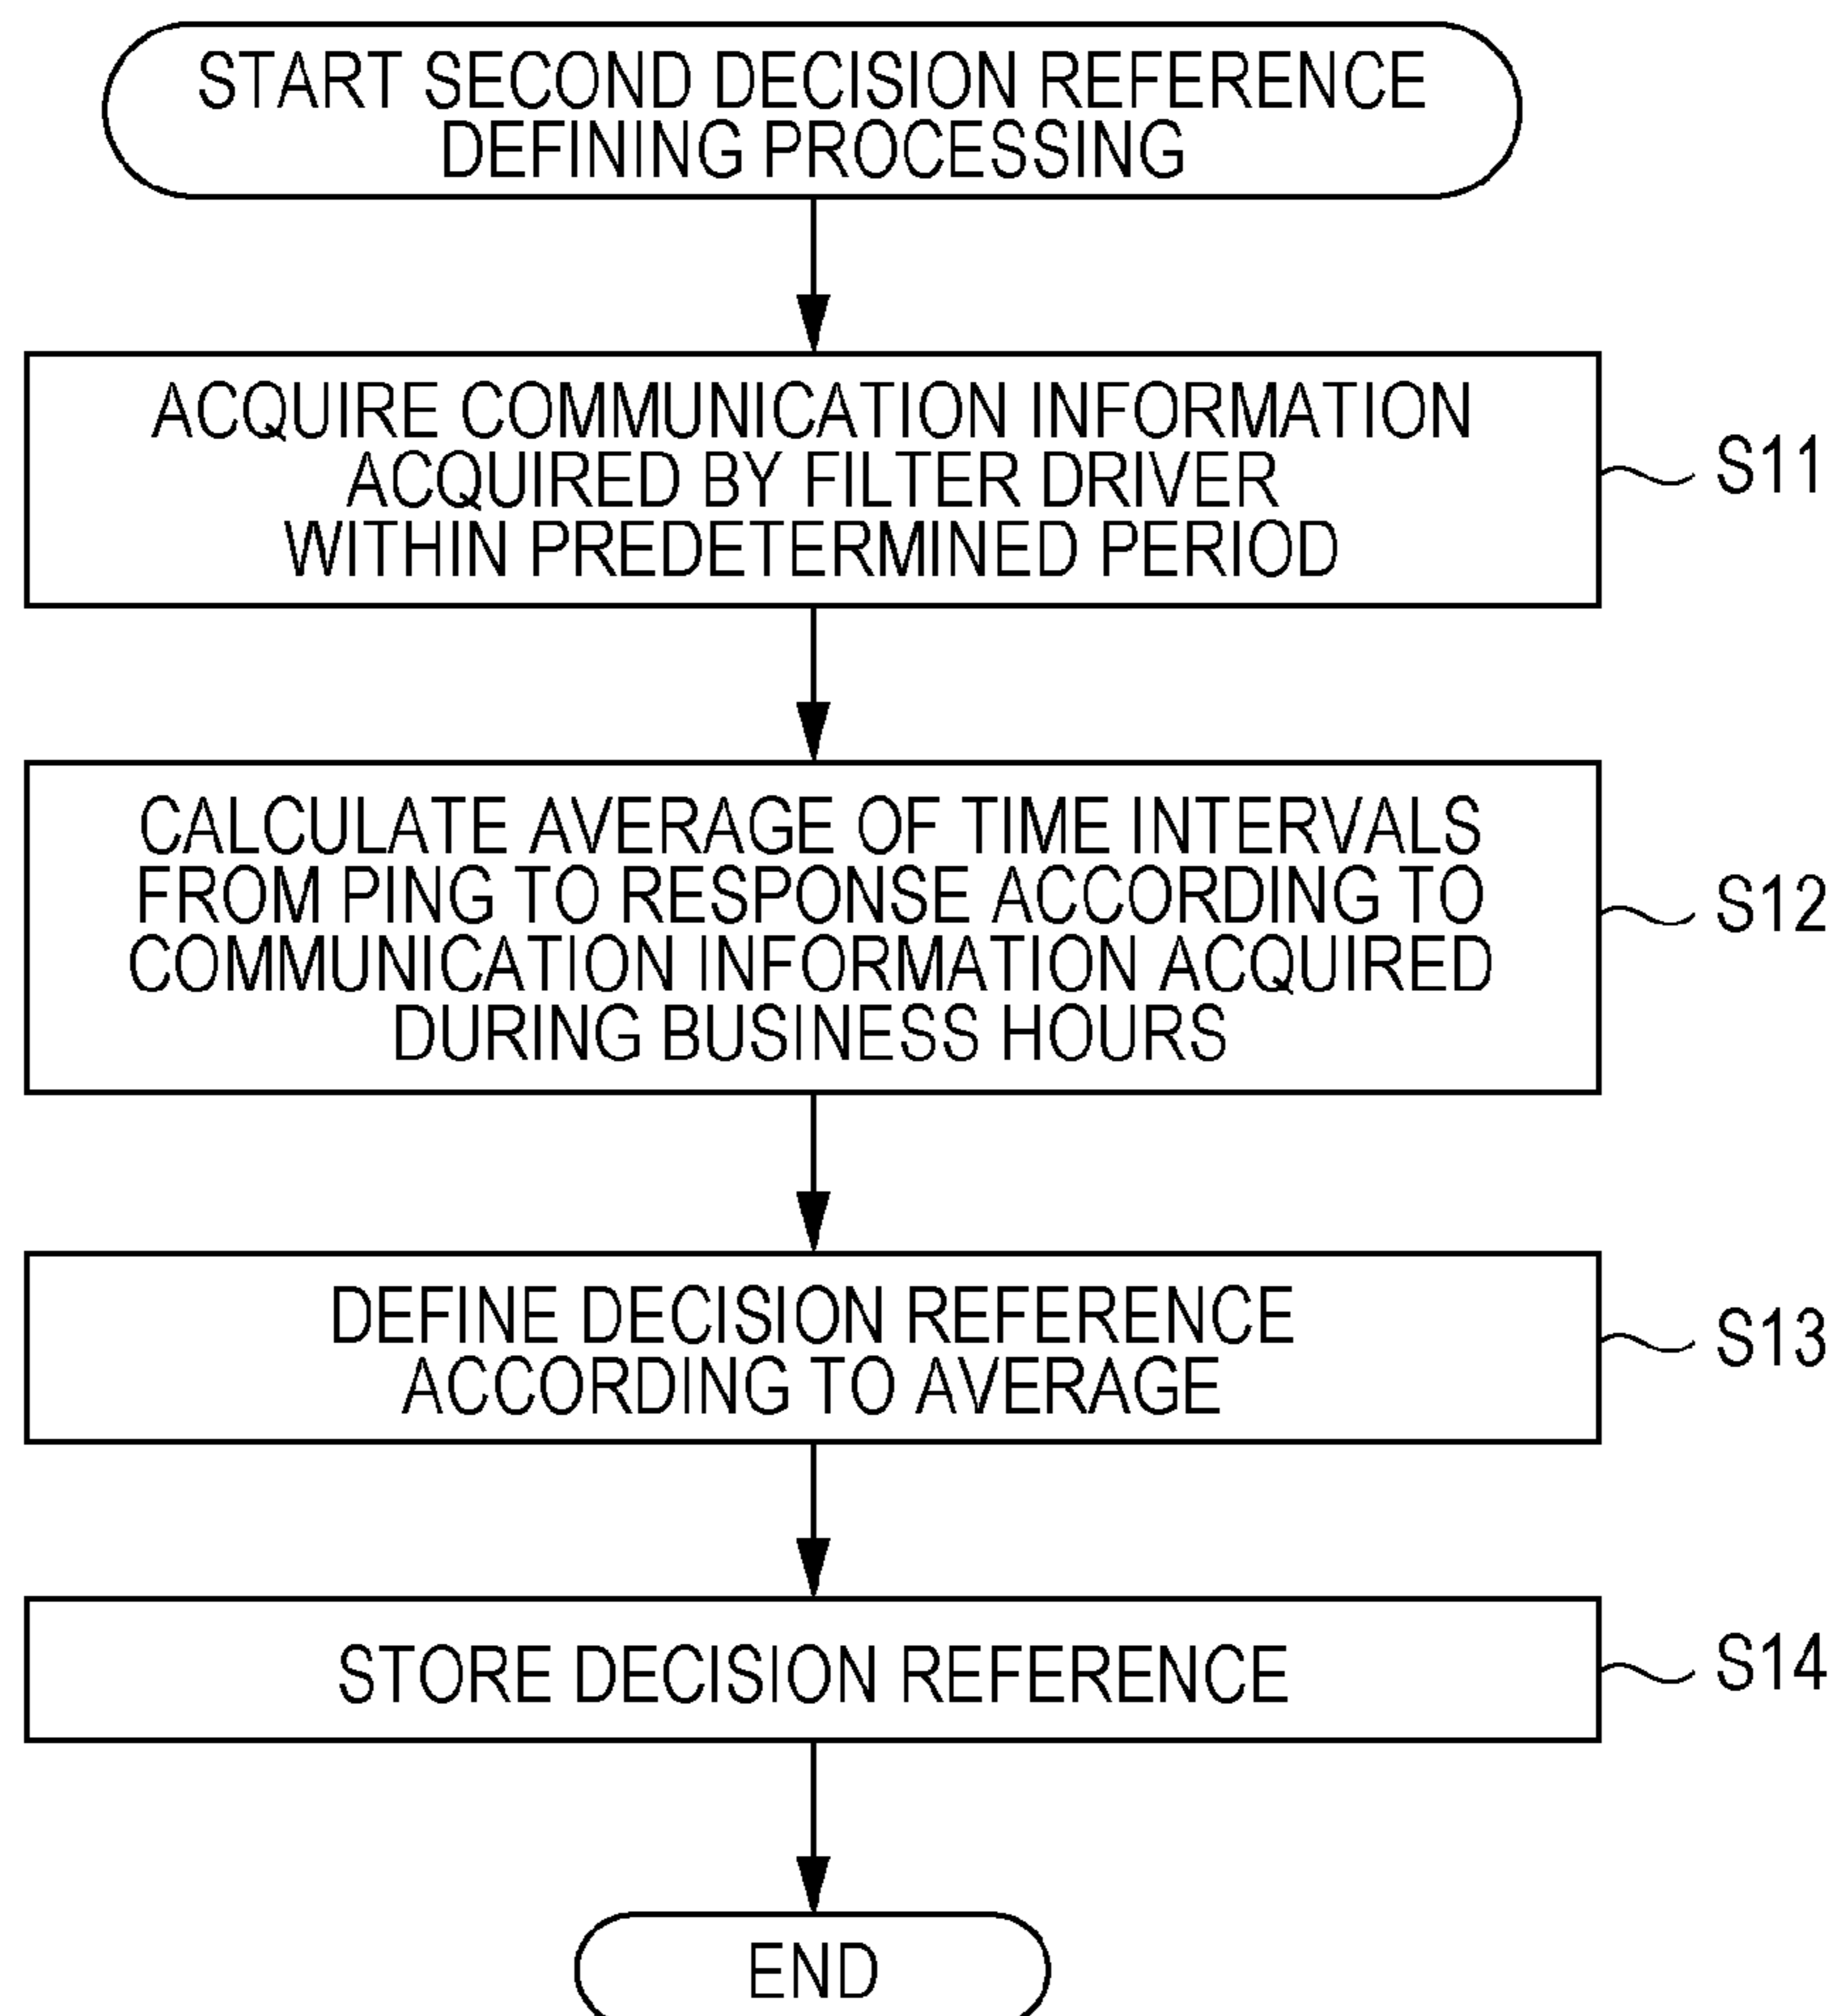 START SECOND DECISION REFERENCE
DEFINING PROCESSING
ACQUIRE COMMUNICATION INFORMATION
ACQUIRED BY FILTER DRIVER
WITHIN PREDETERMINED PERIOD
S11
CALCULATE AVERAGE OF TIME INTERVALS
FROM PING TO RESPONSE ACCORDING TO
COMMUNICATION INFORMATION ACQUIRED
DURING BUSINESS HOURS
S12
DEFINE DECISION REFERENCE
ACCORDING TO AVERAGE
S13
STORE DECISION REFERENCE
S14
END